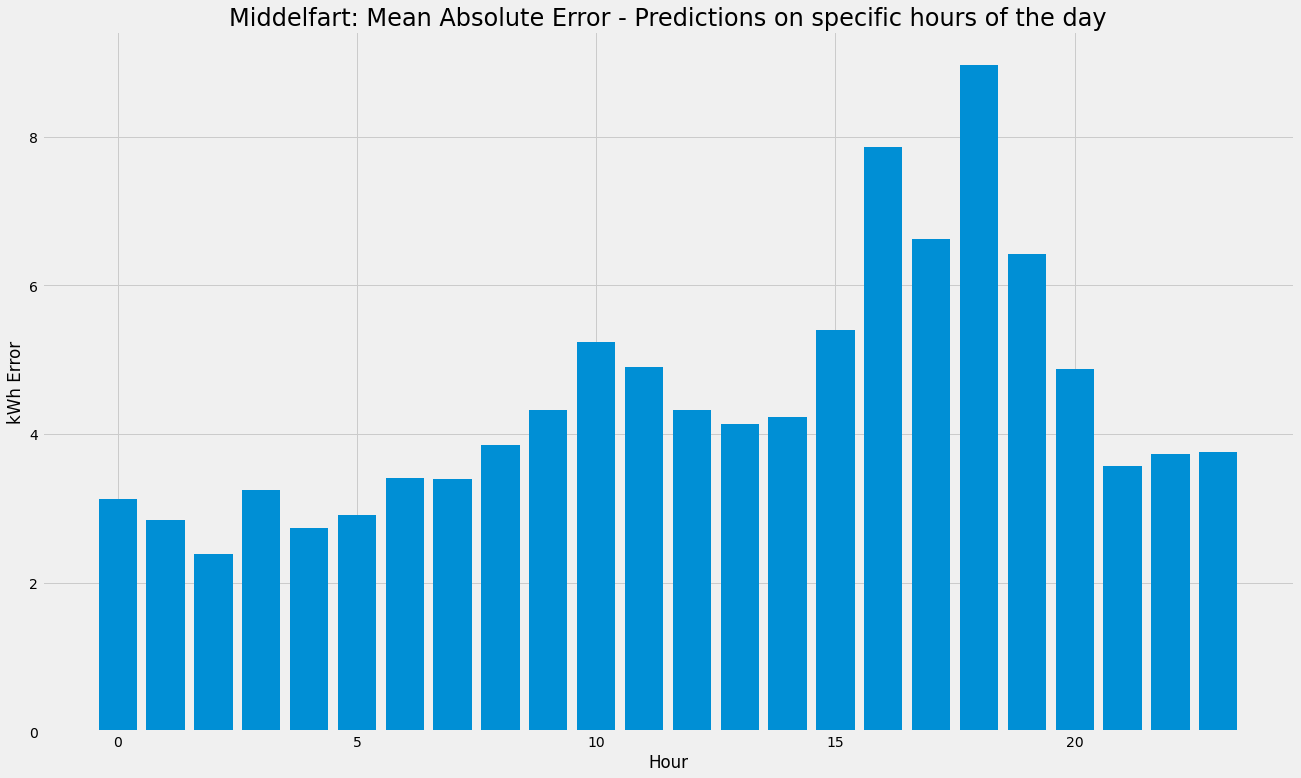 Middelfart: Mean Absolute Error - Predictions on specific hours of the day
kWh Error
8
6
4
2
0
0 5 10 15 20
Hour